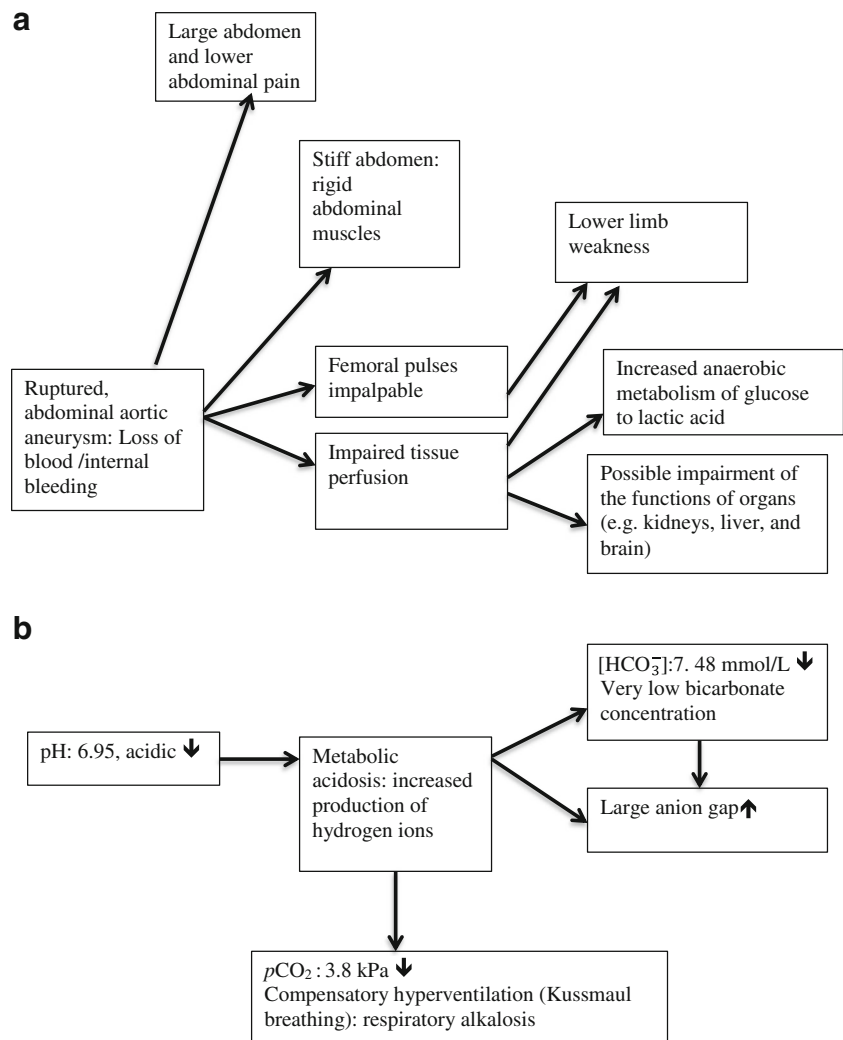 a
Large abdomen
and lower
abdominal pain
Stiff abdomen:
rigid
abdominal
muscles
Lower limb
weakness
Ruptured,
abdominal aortic
aneurysm: Loss of
blood /internal
bleeding
Femoral pulses
impalpable
Impaired tissue
perfusion
Increased anaerobic
metabolism of glucose
to lactic acid
Possible impairment of
the functions of organs
(e.g. kidneys, liver, and
brain)
b
pH: 6.95, acidic ↓
Metabolic
acidosis: increased
production of
hydrogen ions
[HCO₃⁻]:7. 48 mmol/L ↓
Very low bicarbonate
concentration
Large anion gap↑
pCO₂ : 3.8 kPa ↓
Compensatory hyperventilation (Kussmaul
breathing): respiratory alkalosis